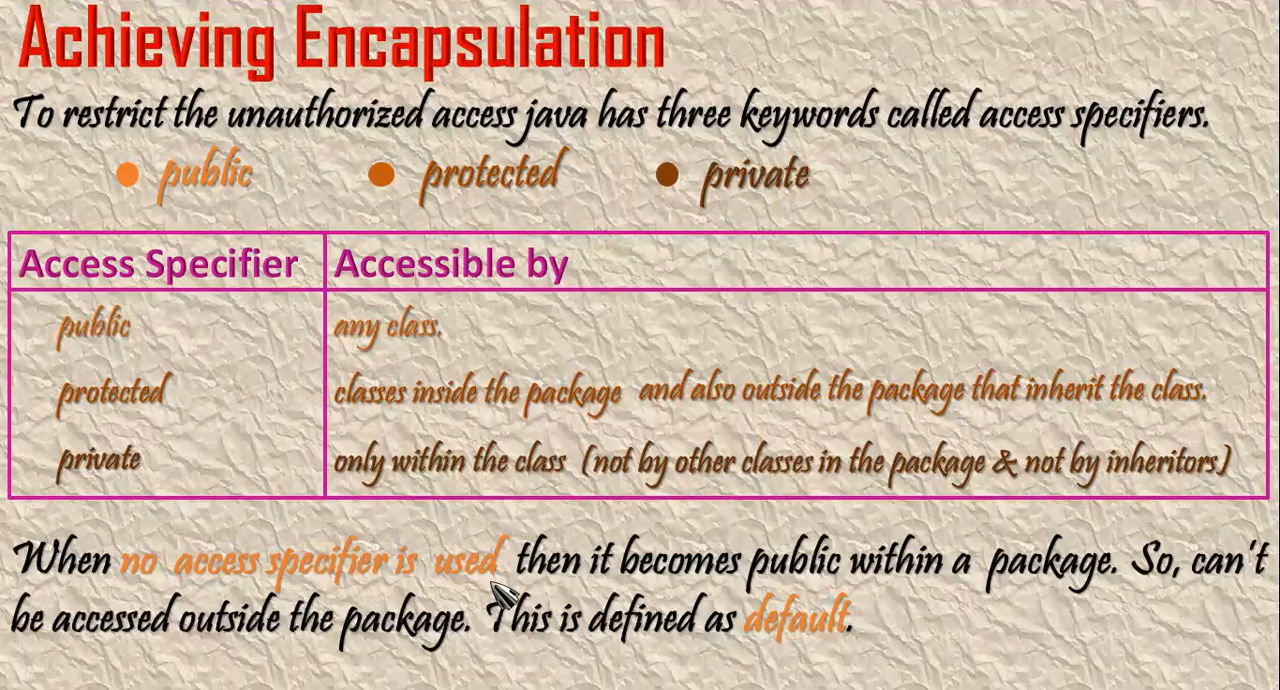 Achieving Encapsulation
To restrict the unauthorized access java has three keywords called access specifiers.
public protected private
Access Specifier Accessible by
public any class.
protected classes inside the package and also outside the package that inherit the class.
private only within the class (not by other classes in the package & not by inheritors)
When no access specifier is used then it becomes public within a package. So, can't
be accessed outside the package. This is defined as default.